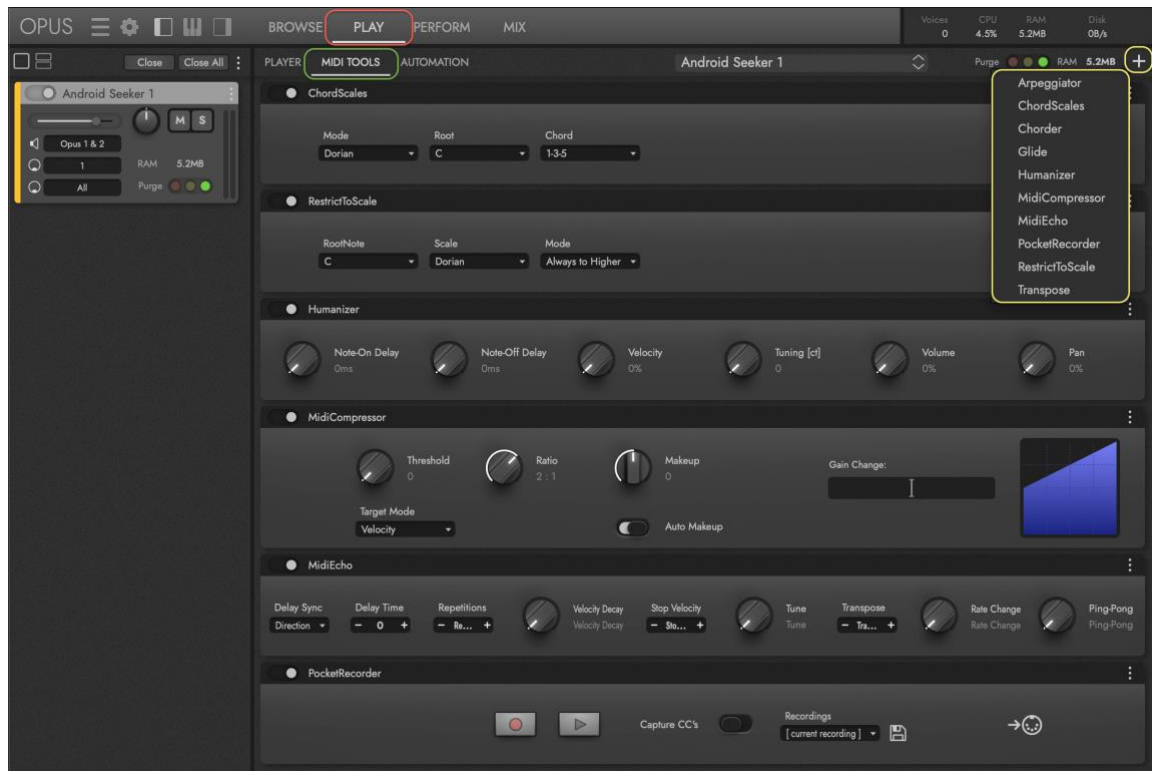 OPUS BROWSE PLAY PERFORM MIX Voices 0 CPU 4.5% RAM 5.2MB Disk 0B/s
Close Close All PLAYER MIDI TOOLS AUTOMATION Android Seeker 1 Purge RAM 5.2MB +
Android Seeker 1
M S
Opus 1 & 2
1 RAM 5.2MB
All Purge
Arpeggiator
ChordScales
Chorder
Glide
Humanizer
MidiCompressor
MidiEcho
PocketRecorder
RestrictToScale
Transpose
ChordScales
Mode Root Chord
Dorian C 1-3-5
RestrictToScale
RootNote Scale Mode
C Dorian Always to Higher
Humanizer
Note-On Delay Note-Off Delay Velocity Tuning [ct] Volume Pan
0ms 0ms 0% 0 0% 0%
MidiCompressor
Threshold Ratio Makeup Gain Change:
0 2 : 1 0
Target Mode
Velocity Auto Makeup
MidiEcho
Delay Sync Delay Time Repetitions Velocity Decay Stop Velocity Tune Transpose Rate Change Ping-Pong
Direction - 0 + - Re... + Velocity Decay - Sto... + Tune - Tra... + Rate Change Ping-Pong
PocketRecorder
Capture CC's Recordings
[ current recording ]